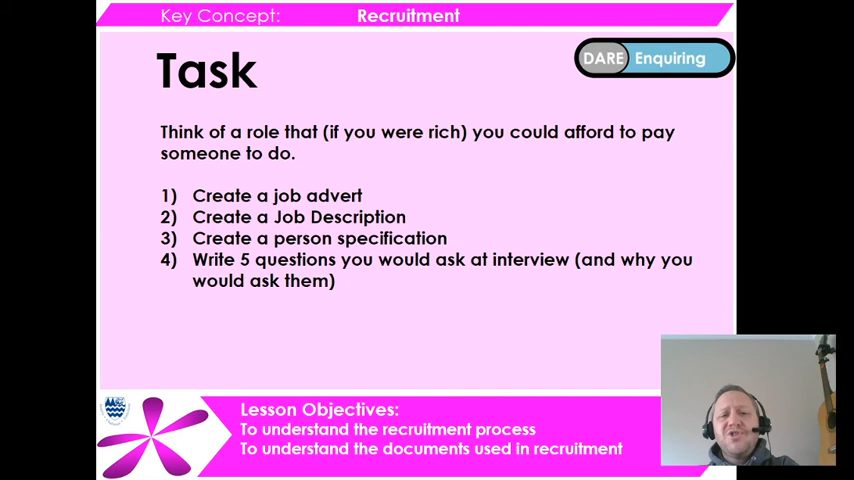 Key Concept: Recruitment
Task
DARE Enquiring
Think of a role that (if you were rich) you could afford to pay
someone to do.
1) Create a job advert
2) Create a Job Description
3) Create a person specification
4) Write 5 questions you would ask at interview (and why you
would ask them)
Lesson Objectives:
To understand the recruitment process
To understand the documents used in recruitment